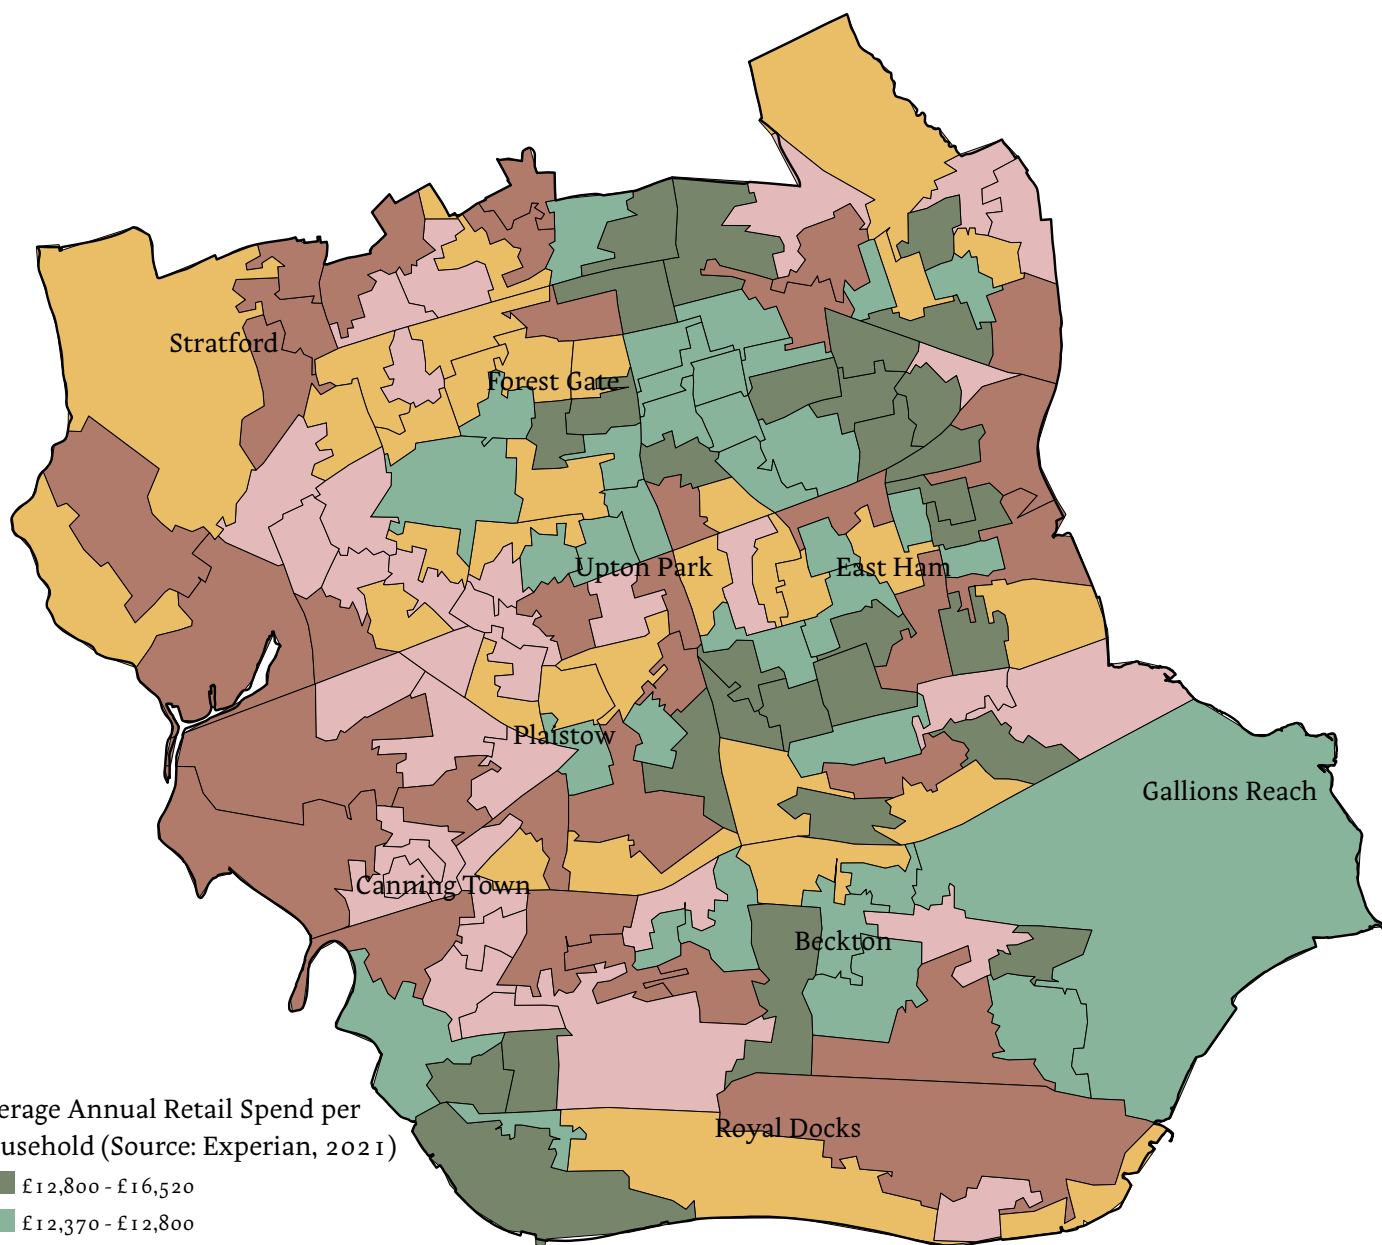 Stratford
Forest Gate
Upton Park
East Ham
Plaistow
Gallions Reach
Canning Town
Beckton
Royal Docks
erage Annual Retail Spend per
usehold (Source: Experian, 2021)
£12,800 - £16,520
£12,370 - £12,800